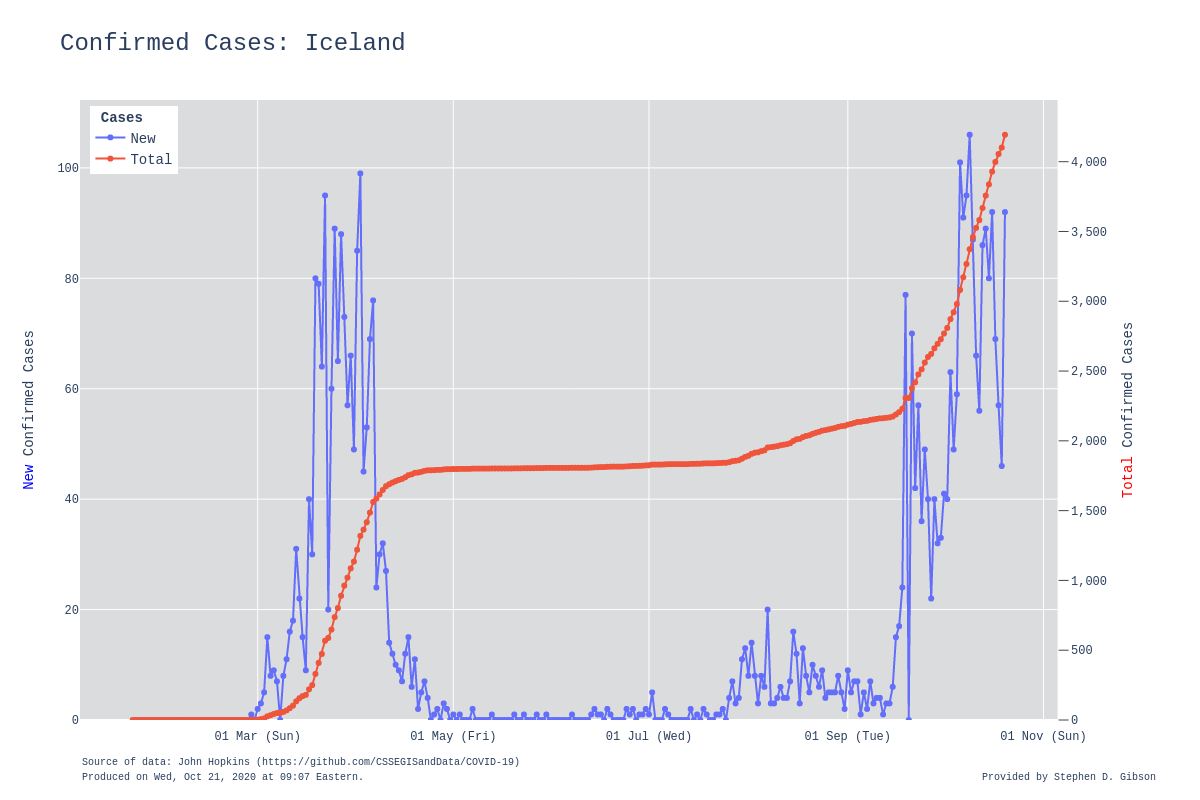 Confirmed Cases: Iceland
Cases
New
Total
100
80
60
40
20
0
New Confirmed Cases
4,000
3,500
3,000
2,500
2,000
1,500
1,000
500
0
Total Confirmed Cases
01 Mar (Sun)
01 May (Fri)
01 Jul (Wed)
01 Sep (Tue)
01 Nov (Sun)
Source of data: John Hopkins (https://github.com/CSSEGISandData/COVID-19)
Produced on Wed, Oct 21, 2020 at 09:07 Eastern.
Provided by Stephen D. Gibson